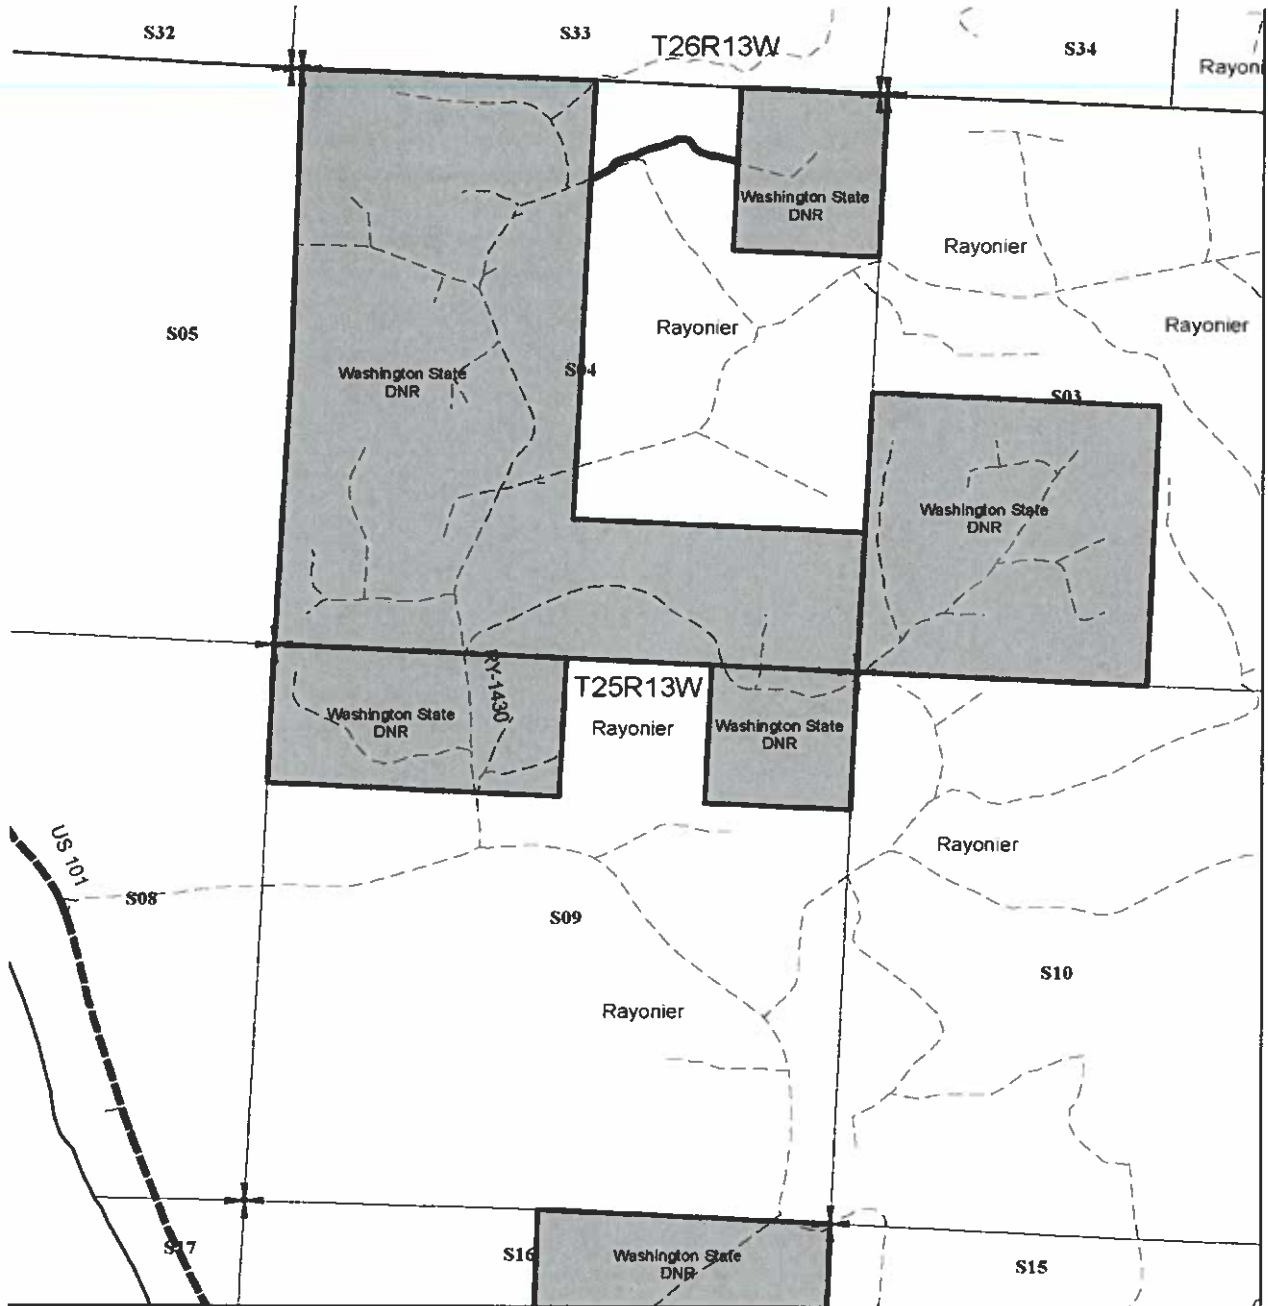 S32
S33
T26R13W
S34
Rayoni
Washington State
DNR
Rayonier
S05
Rayonier
Rayonier
Washington State
DNR
S04
S03
Washington State
DNR
RY-1430
T25R13W
Washington State
DNR
Rayonier
Washington State
DNR
US 101
Rayonier
S08
S09
S10
Rayonier
S17
S16
Washington State
DNR
S15